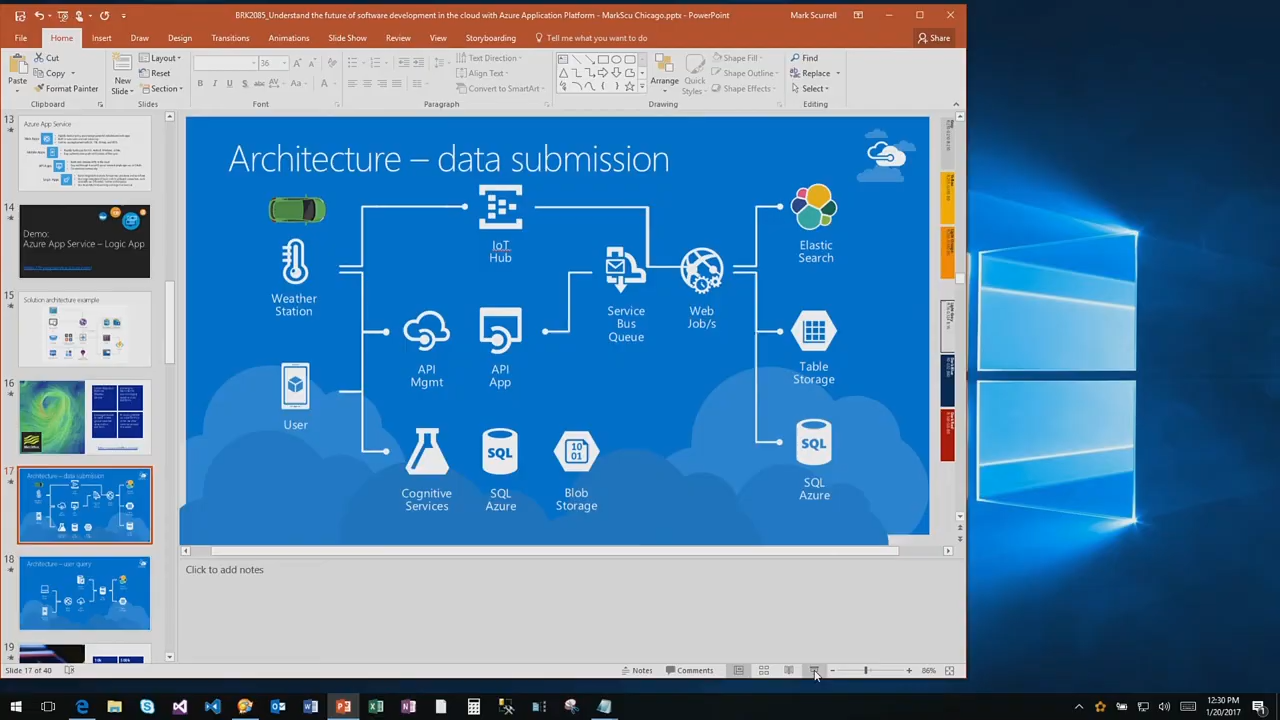 BRK2085_Understand the future of software development in the cloud with Azure Application Platform - MarkScu Chicago.pptx - PowerPoint
Mark Scurrell
File Home Insert Draw Design Transitions Animations Slide Show Review View Storyboarding Tell me what you want to do Share
Paste
Cut
Copy
Format Painter
Clipboard
New
Slide
Layout
Reset
Section
Slides
36
Font
Text Direction
Align Text
Convert to SmartArt
Paragraph
Arrange
Quick
Styles
Shape Fill
Shape Outline
Shape Effects
Drawing
Find
Replace
Select
Editing
13
Azure App Service
14
Demo:
Azure App Service – Logic App
15
Solution architecture example
16
17
Architecture – data submission
18
Architecture – user query
19
Architecture – data submission
IoT
Hub
Elastic
Search
Weather
Station
Service
Bus
Queue
Web
Job/s
API
Mgmt
API
App
Table
Storage
User
SQL
10
01
SQL
Cognitive
Services
SQL
Azure
Blob
Storage
SQL
Azure
Click to add notes
Slide 17 of 40
Notes
Comments
86%
12:30 PM
1/20/2017